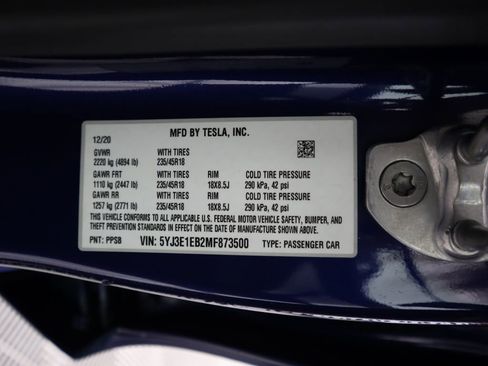 MFD BY TESLA, INC.
12/20
GVWR WITH TIRES
2220 kg (4894 lb) 235/45R18
GAWR FRT WITH TIRES RIM COLD TIRE PRESSURE
1110 kg (2447 lb) 235/45R18 18X8.5J 290 kPa, 42 psi
GAWR RR WITH TIRES RIM COLD TIRE PRESSURE
1257 kg (2771 lb) 235/45R18 18X8.5J 290 kPa, 42 psi
THIS VEHICLE CONFORMS TO ALL APPLICABLE U.S. FEDERAL MOTOR VEHICLE SAFETY, BUMPER, AND
THEFT PREVENTION STANDARDS IN EFFECT ON THE DATE OF MANUFACTURE SHOWN ABOVE.
PNT: PPSB VIN: 5YJ3E1EB2MF873500 TYPE: PASSENGER CAR